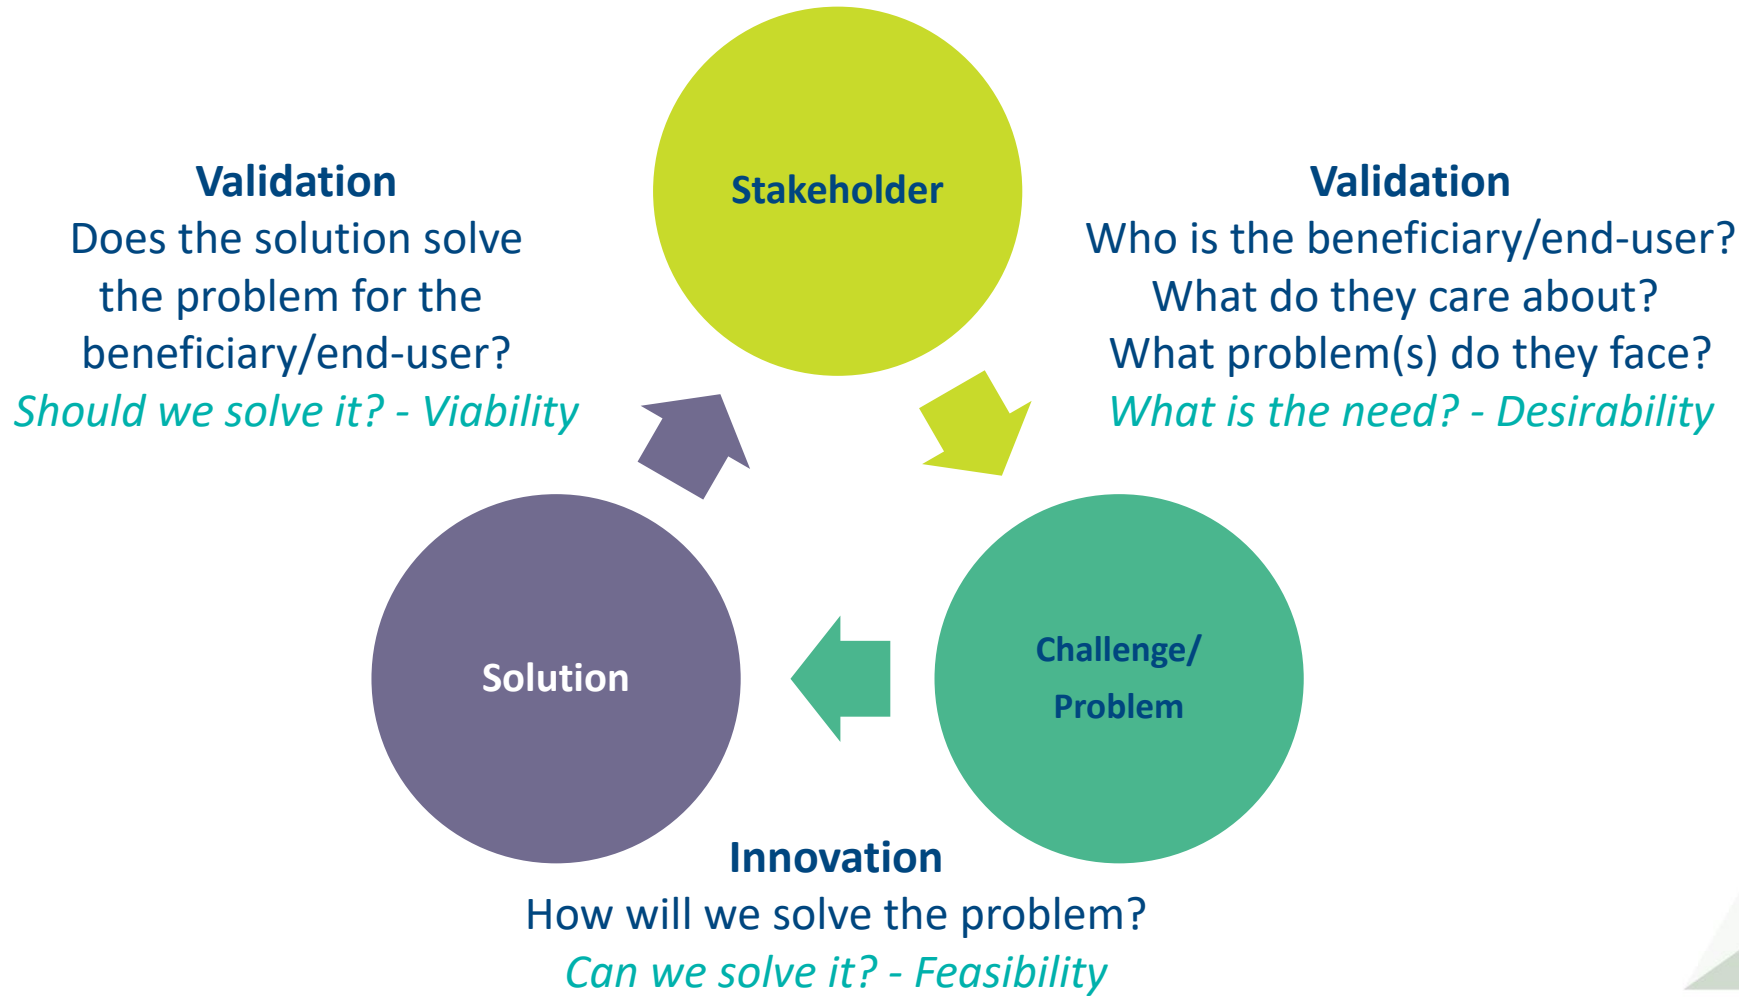 Stakeholder
Validation
Does the solution solve
the problem for the
beneficiary/end-user?
Should we solve it? - Viability
Validation
Who is the beneficiary/end-user?
What do they care about?
What problem(s) do they face?
What is the need? - Desirability
Solution
Challenge/
Problem
Innovation
How will we solve the problem?
Can we solve it? - Feasibility